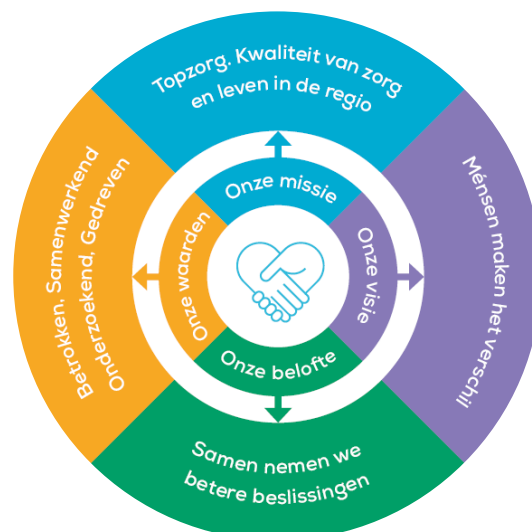 Topzorg. Kwaliteit van zorg
en leven in de regio
Onze missie
Ménsen maken het verschil
Onze visie
Onze belofte
Samen nemen we
betere beslissingen
Onze waarden
Betrokken, Samenwerkend
Onderzoekend, Gedreven